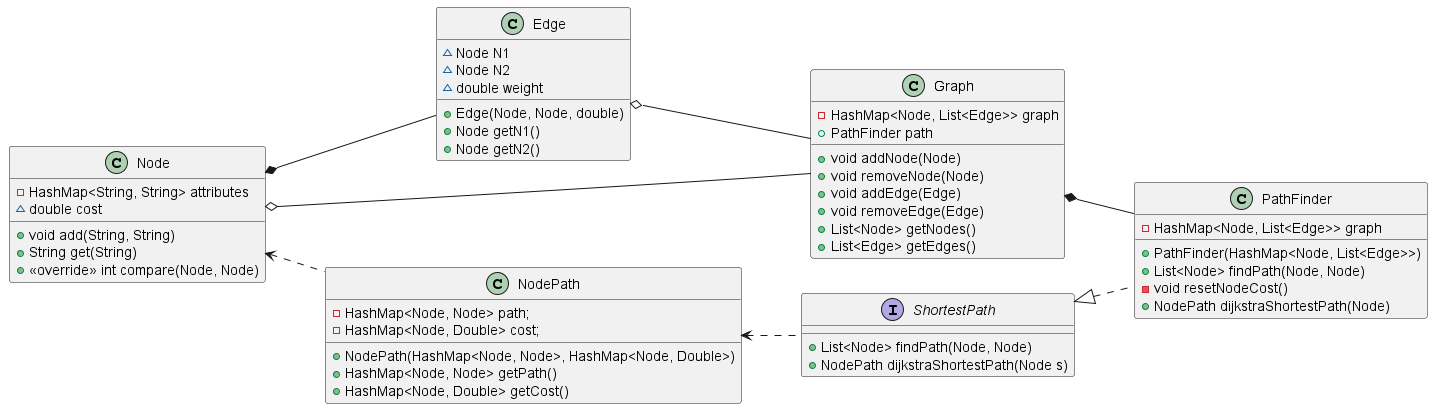 C Edge
Node N1
Node N2
double weight
Edge(Node, Node, double)
Node getN1()
Node getN2()
C Graph
HashMap<Node, List<Edge>> graph
PathFinder path
void addNode(Node)
void removeNode(Node)
void addEdge(Edge)
void removeEdge(Edge)
List<Node> getNodes()
List<Edge> getEdges()
C Node
HashMap<String, String> attributes
double cost
void add(String, String)
String get(String)
«override» int compare(Node, Node)
C PathFinder
HashMap<Node, List<Edge>> graph
PathFinder(HashMap<Node, List<Edge>>)
List<Node> findPath(Node, Node)
void resetNodeCost()
NodePath dijkstraShortestPath(Node)
C NodePath
HashMap<Node, Node> path;
HashMap<Node, Double> cost;
NodePath(HashMap<Node, Node>, HashMap<Node, Double>)
HashMap<Node, Node> getPath()
HashMap<Node, Double> getCost()
I ShortestPath
List<Node> findPath(Node, Node)
NodePath dijkstraShortestPath(Node s)